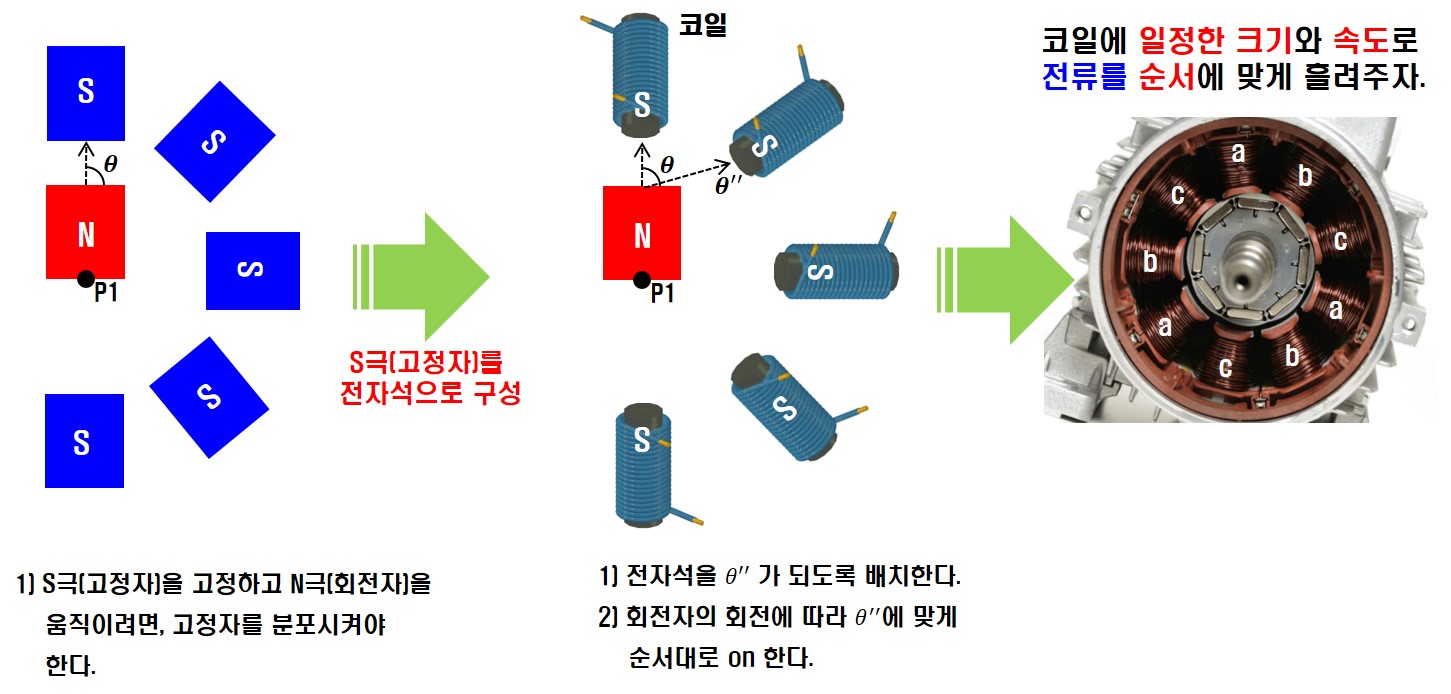 S
S
θ
N
P1
S
S
S
1) S극(고정자)을 고정하고 N극(회전자)을
움직이려면, 고정자를 분포시켜야
한다.
S극(고정자)를
전자석으로 구성
코일
S
S
θ
θ′′
N
P1
S
S
S
1) 전자석을 θ′′ 가 되도록 배치한다.
2) 회전자의 회전에 따라 θ′′에 맞게
순서대로 on 한다.
코일에 일정한 크기와 속도로
전류를 순서에 맞게 흘려주자.
a
b
c
c
b
a
a
b
c